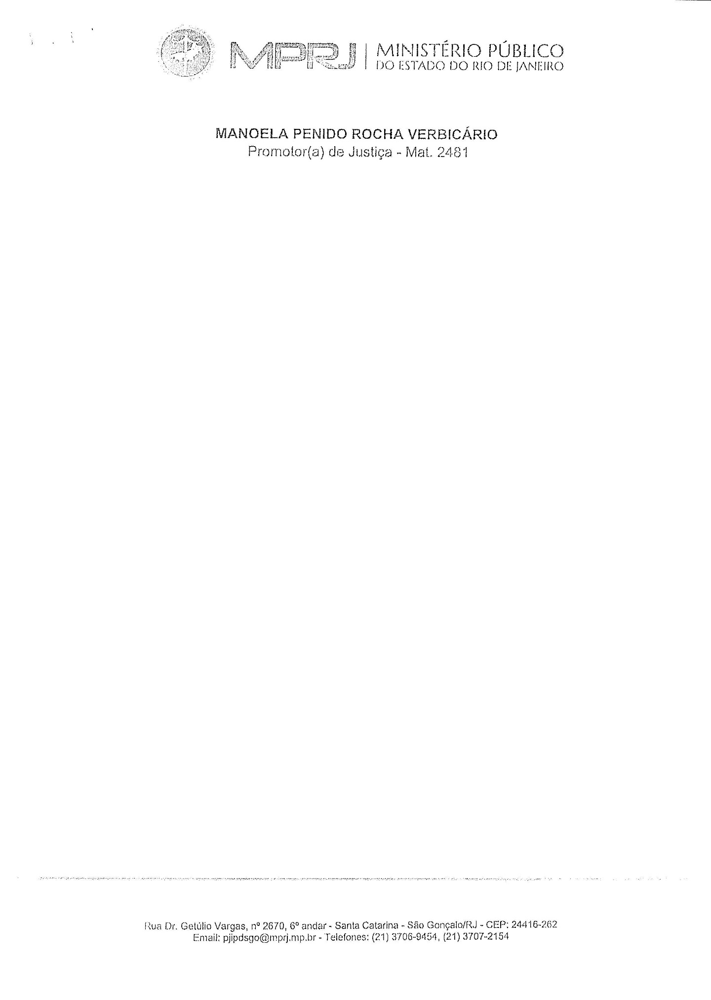 MPRJ | MINISTÉRIO PÚBLICO
DO ESTADO DO RIO DE JANEIRO
MANOELA PENIDO ROCHA VERBICÁRIO
Promotor(a) de Justiça - Mat. 2481
Rua Dr. Getúlio Vargas, nº 2670, 6º andar - Santa Catarina - São Gonçalo/RJ - CEP: 24416-262
Email: pjipdsgo@mprj.mp.br - Telefones: (21) 3706-9454, (21) 3707-2154